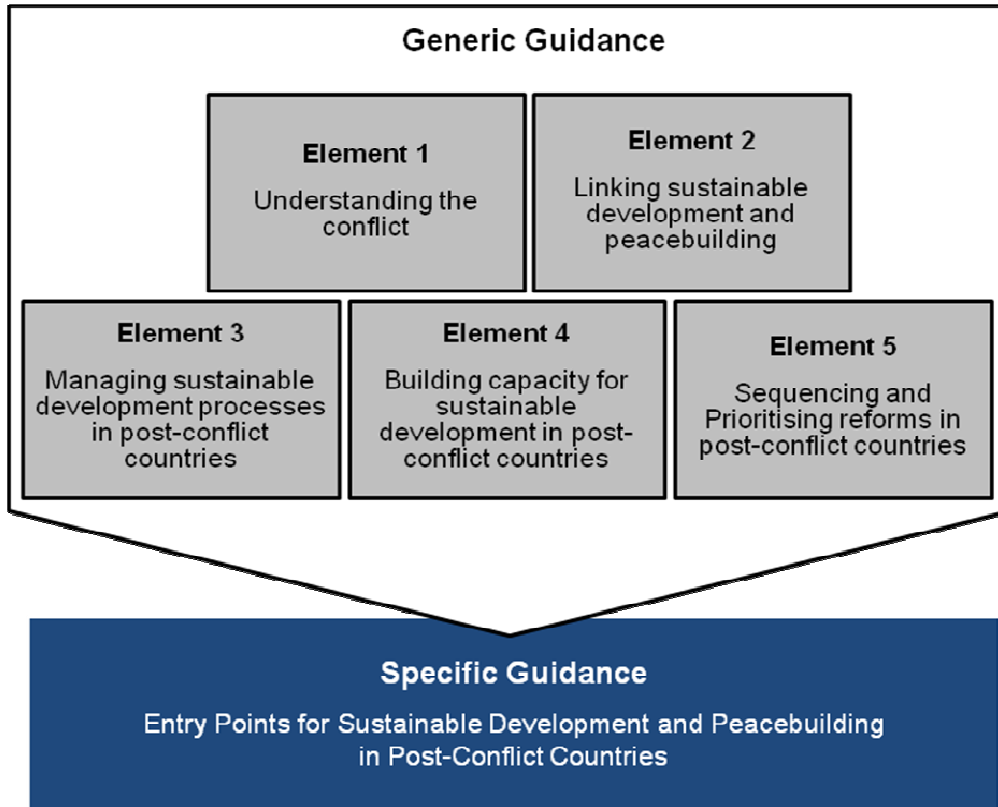 Generic Guidance
Element 1
Understanding the
conflict
Element 2
Linking sustainable
development and
peacebuilding
Element 3
Managing sustainable
development processes
in post-conflict
countries
Element 4
Building capacity for
sustainable
development in post-
conflict countries
Element 5
Sequencing and
Prioritising reforms in
post-conflict countries
Specific Guidance
Entry Points for Sustainable Development and Peacebuilding
in Post-Conflict Countries